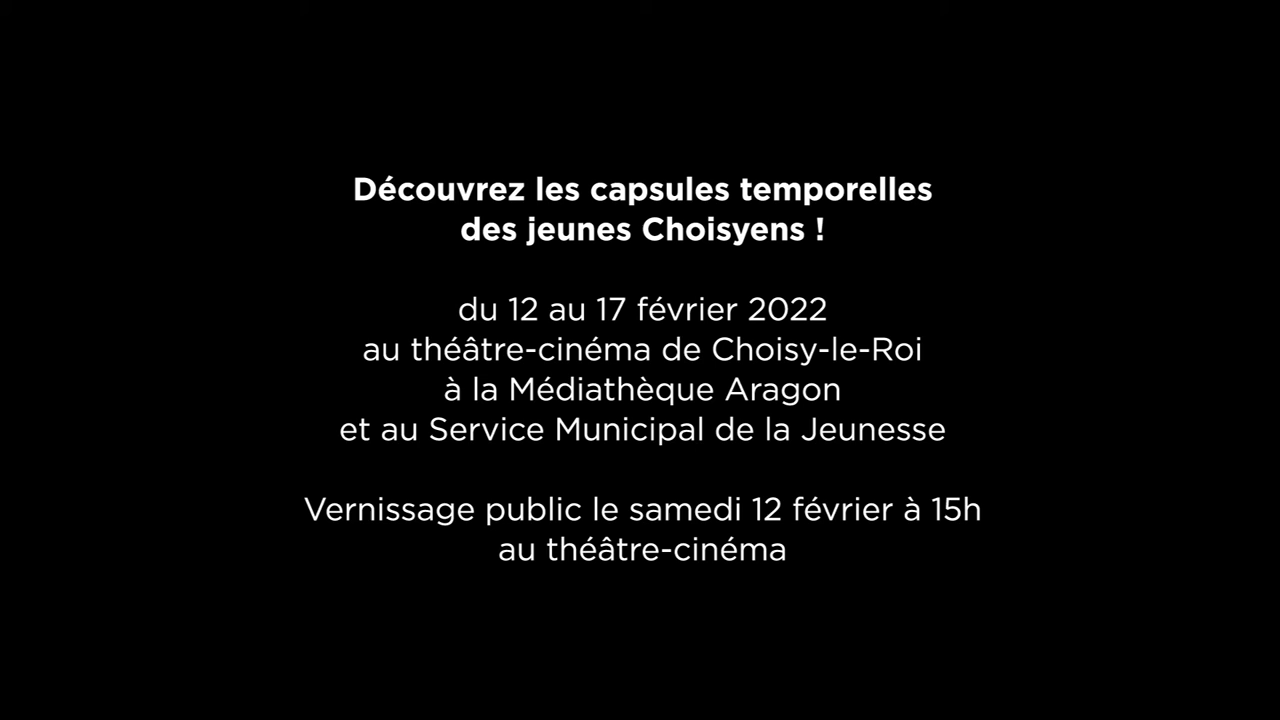 Découvrez les capsules temporelles
des jeunes Choisyens !
du 12 au 17 février 2022
au théâtre-cinéma de Choisy-le-Roi
à la Médiathèque Aragon
et au Service Municipal de la Jeunesse
Vernissage public le samedi 12 février à 15h
au théâtre-cinéma